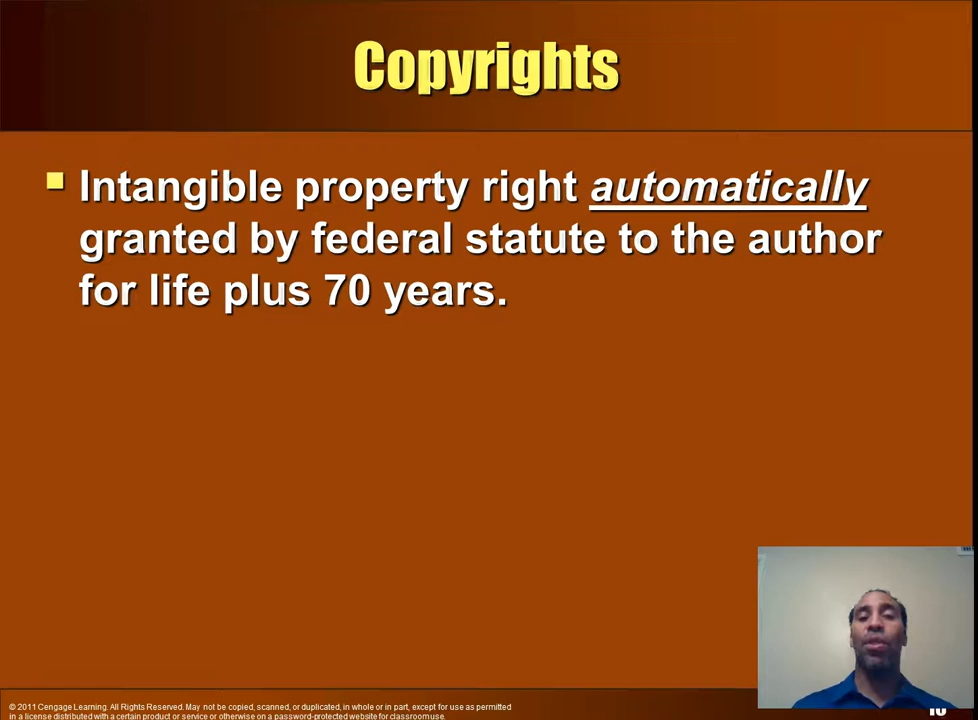 Copyrights
Intangible property right automatically
granted by federal statute to the author
for life plus 70 years.
© 2011 Cengage Learning. All Rights Reserved. May not be copied, scanned, or duplicated, in whole or in part, except for use as permitted
in a license distributed with a certain product or service or otherwise on a password-protected website for classroom use.